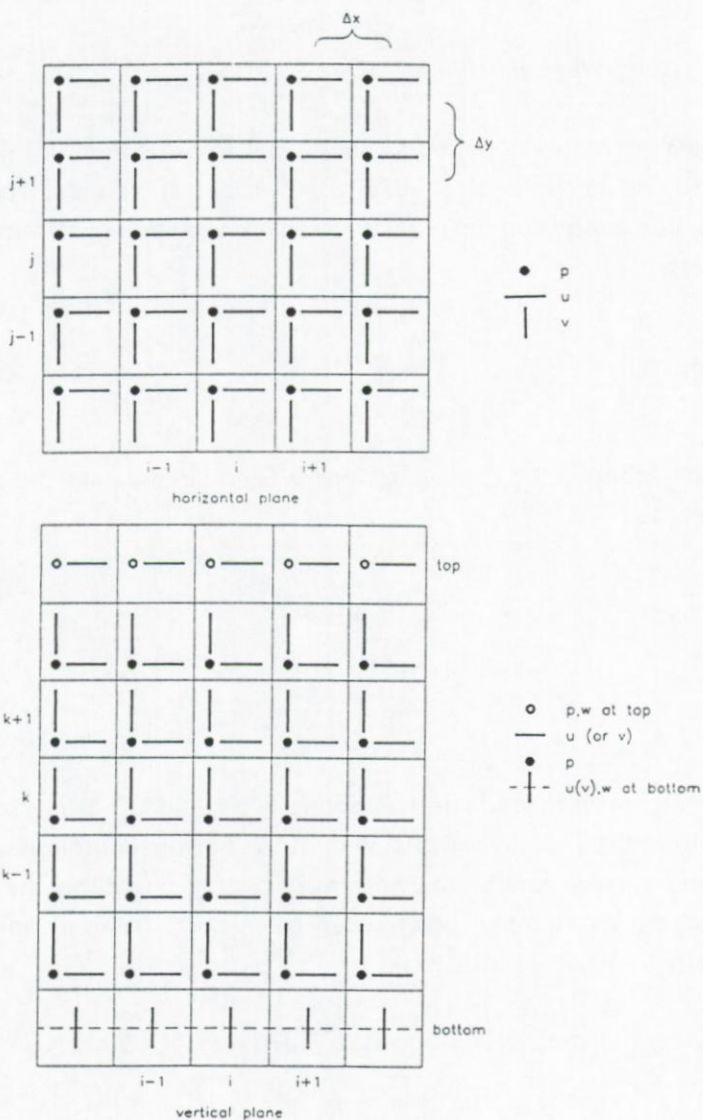 Δx
Δy
j+1
j
j-1
p
u
v
i-1 i i+1
horizontal plane
top
k+1
k
k-1
p,w at top
u (or v)
p
u(v),w at bottom
bottom
i-1 i i+1
vertical plane